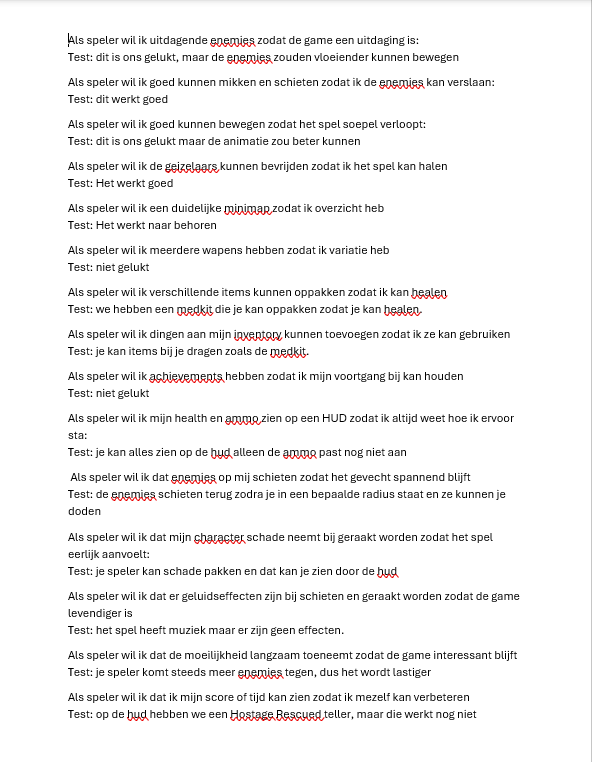 Als speler wil ik uitdagende enemies zodat de game een uitdaging is:
Test: dit is ons gelukt, maar de enemies zouden vloeiender kunnen bewegen
Als speler wil ik goed kunnen mikken en schieten zodat ik de enemies kan verslaan:
Test: dit werkt goed
Als speler wil ik goed kunnen bewegen zodat het spel soepel verloopt:
Test: dit is ons gelukt maar de animatie zou beter kunnen
Als speler wil ik de geizelaars kunnen bevrijden zodat ik het spel kan halen
Test: Het werkt goed
Als speler wil ik een duidelijke minimap zodat ik overzicht heb
Test: Het werkt naar behoren
Als speler wil ik meerdere wapens hebben zodat ik variatie heb
Test: niet gelukt
Als speler wil ik verschillende items kunnen oppakken zodat ik kan healen
Test: we hebben een medkit die je kan oppakken zodat je kan healen.
Als speler wil ik dingen aan mijn inventory kunnen toevoegen zodat ik ze kan gebruiken
Test: je kan items bij je dragen zoals de medkit.
Als speler wil ik achievements hebben zodat ik mijn voortgang bij kan houden
Test: niet gelukt
Als speler wil ik mijn health en ammo zien op een HUD zodat ik altijd weet hoe ik ervoor
sta:
Test: je kan alles zien op de hud alleen de ammo past nog niet aan
Als speler wil ik dat enemies op mij schieten zodat het gevecht spannend blijft
Test: de enemies schieten terug zodra je in een bepaalde radius staat en ze kunnen je
doden
Als speler wil ik dat mijn character schade neemt bij geraakt worden zodat het spel
eerlijk aanvoelt:
Test: je speler kan schade pakken en dat kan je zien door de hud
Als speler wil ik dat er geluidseffecten zijn bij schieten en geraakt worden zodat de game
levendiger is
Test: het spel heeft muziek maar er zijn geen effecten.
Als speler wil ik dat de moeilijkheid langzaam toeneemt zodat de game interessant blijft
Test: je speler komt steeds meer enemies tegen, dus het wordt lastiger
Als speler wil ik dat ik mijn score of tijd kan zien zodat ik mezelf kan verbeteren
Test: op de hud hebben we een Hostage Rescued teller, maar die werkt nog niet